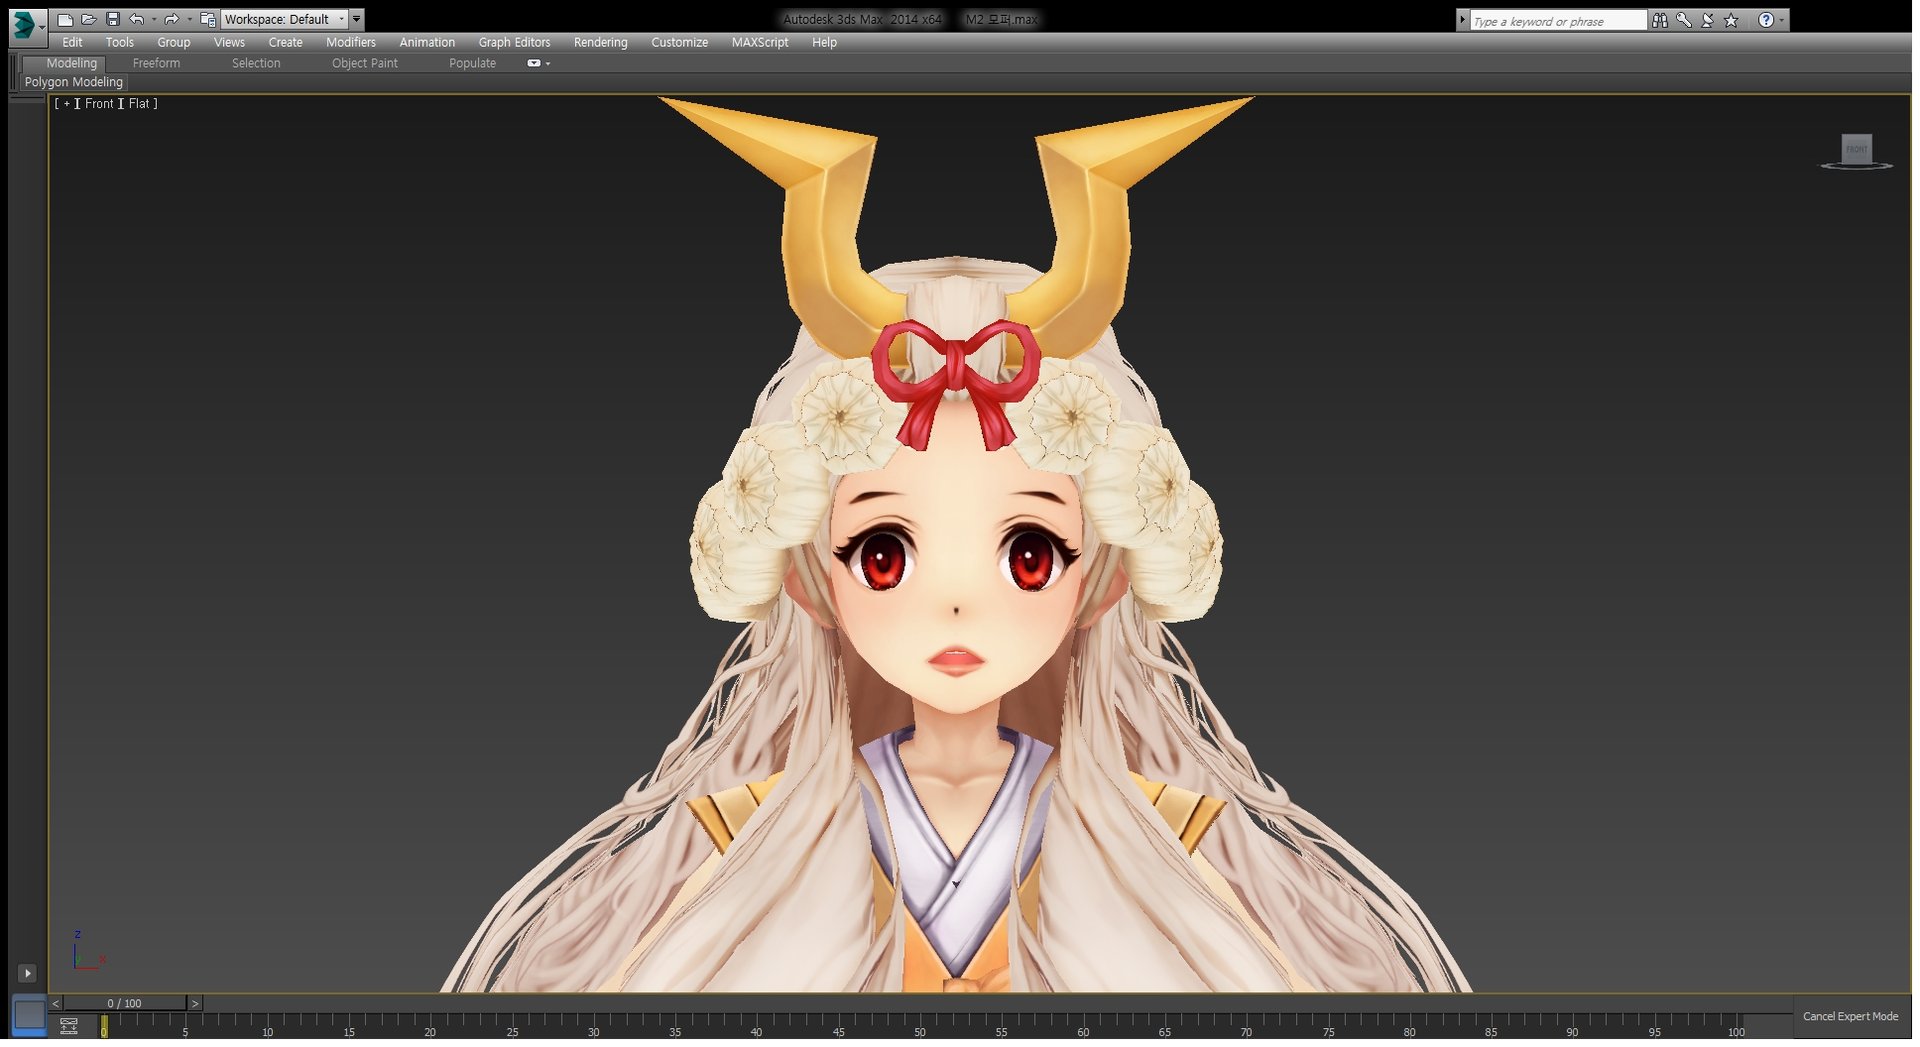 Workspace: Default
Autodesk 3ds Max 2014 x64 M2 모퍼.max
Type a keyword or phrase
Edit Tools Group Views Create Modifiers Animation Graph Editors Rendering Customize MAXScript Help
Modeling Freeform Selection Object Paint Populate
Polygon Modeling
[ + ] [ Front ] [ Flat ]
FRONT
z
y x
< 0 / 100 >
0 5 10 15 20 25 30 35 40 45 50 55 60 65 70 75 80 85 90 95 100
Cancel Expert Mode